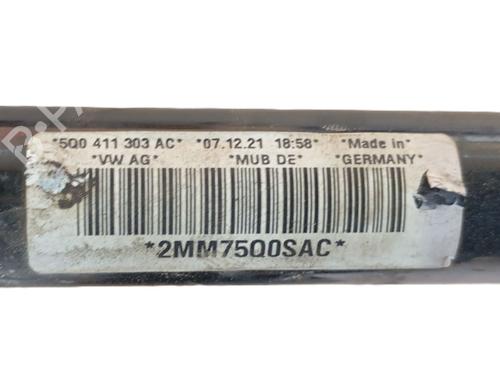 *5Q0 411 303 AC* *07.12.21 18:58* *Made in*
*VW AG* *MUB DE* *GERMANY*
*2MM75Q0SAC*